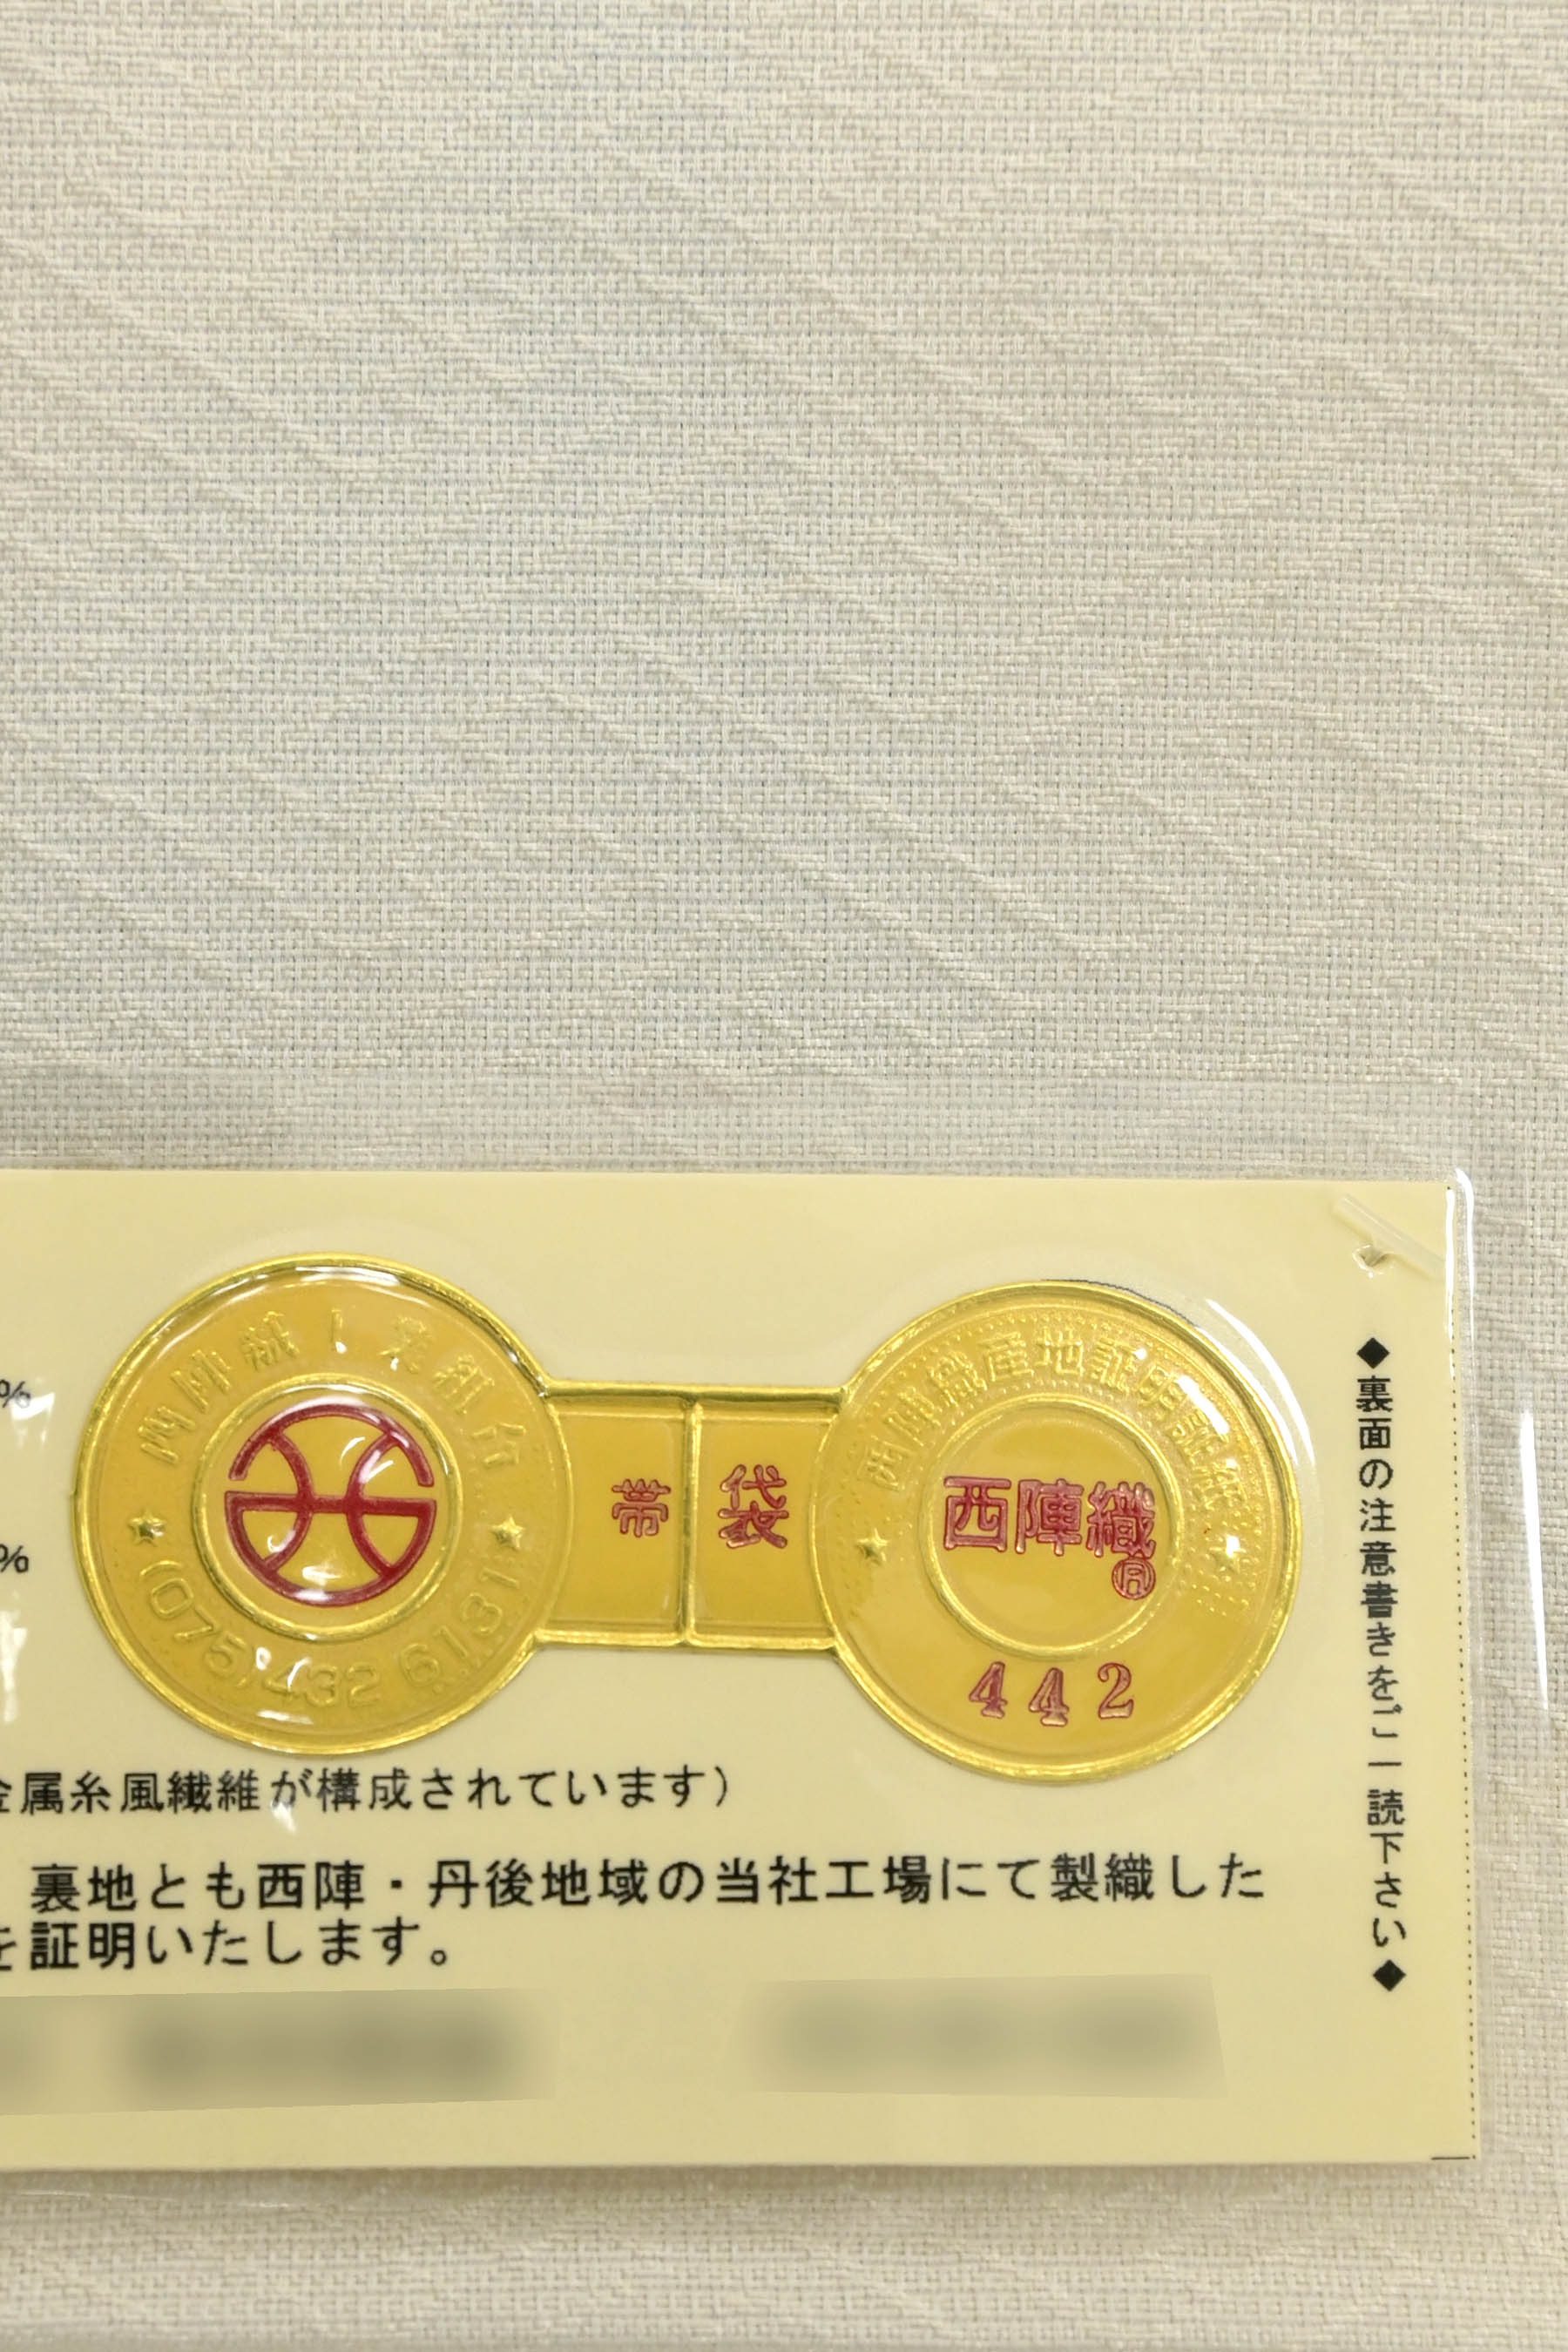 %
%
西陣織工業組合
(075)432 6131
帯 袋
西陣織産地証明証紙
西陣織
442
金属糸風繊維が構成されています)
裏地とも西陣・丹後地域の当社工場にて製織した
を証明いたします。
◆裏面の注意書きをご一読下さい◆